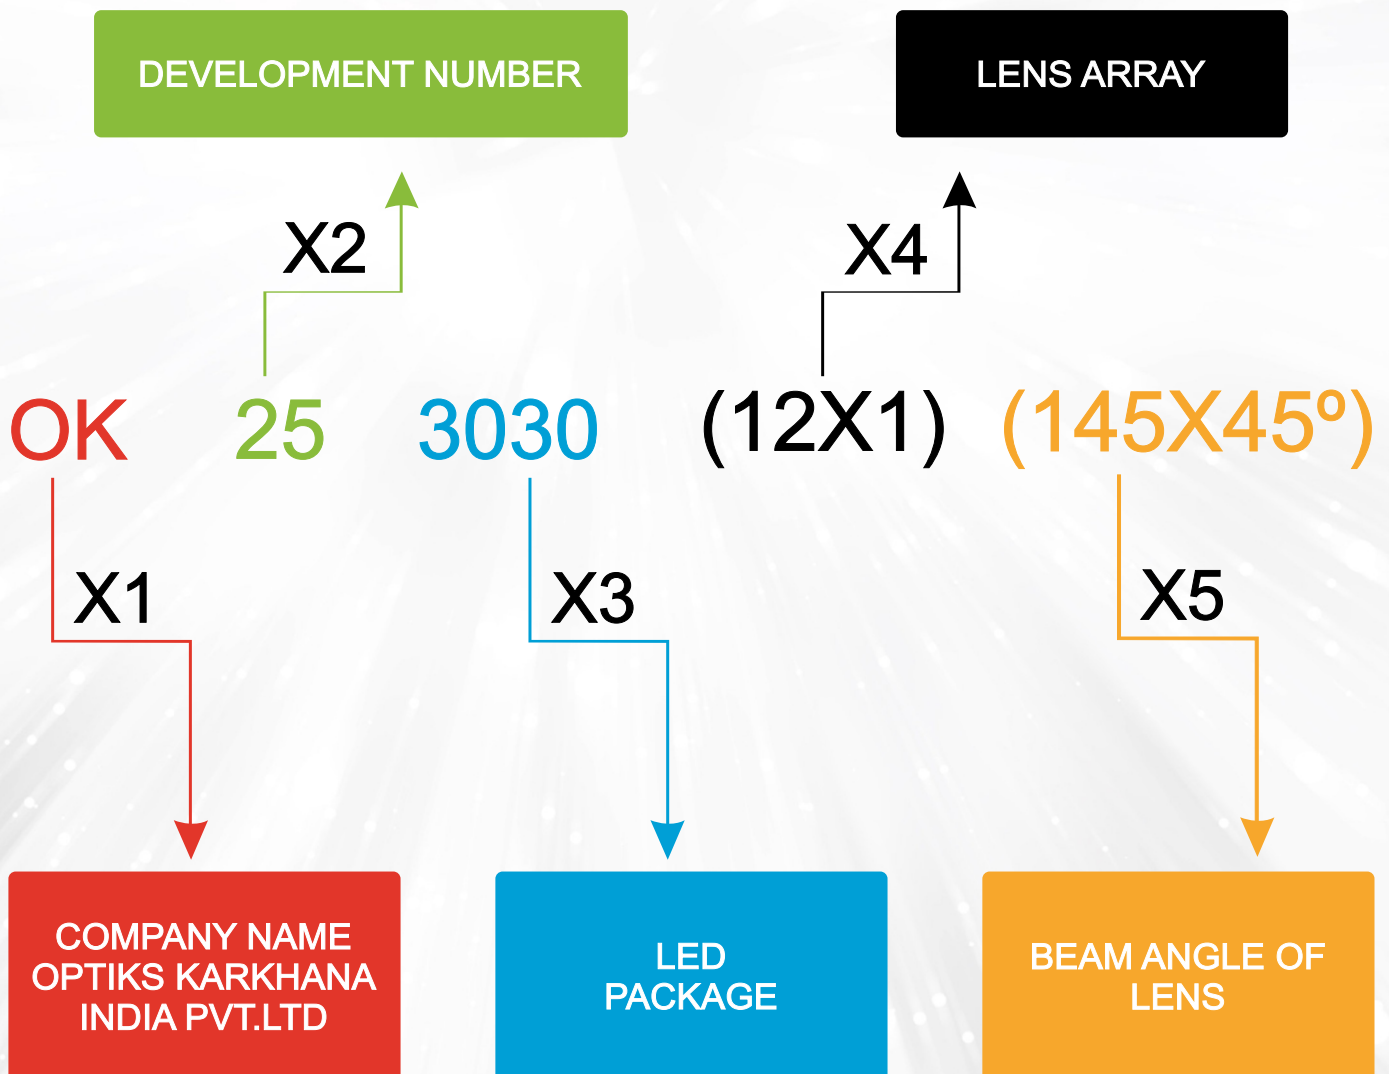 DEVELOPMENT NUMBER
LENS ARRAY
X2
X4
OK 25 3030 (12X1) (145X45º)
X1
X3
X5
COMPANY NAME
OPTIKS KARKHANA
INDIA PVT.LTD
LED
PACKAGE
BEAM ANGLE OF
LENS